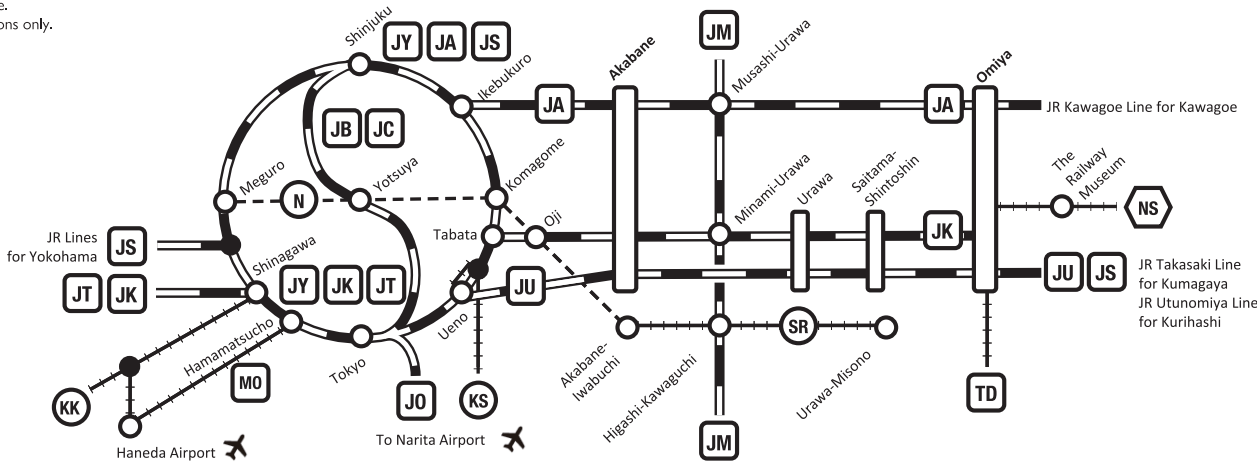 e.
ons only.
Shinjuku
JY JA JS
Ikebukuro
JA
Akabane
JM
Musashi-Urawa
JA
Omiya
JR Kawagoe Line for Kawagoe
JB JC
Meguro
N
Yotsuya
Komagome
Oji
Minami-Urawa
Urawa
Saitama-
Shintoshin
The
Railway
Museum
NS
JR Lines
for Yokohama
JS
Tabata
JK
Shinagawa
JT JK
JY JK JT
JU
JU JS
JR Takasaki Line
for Kumagaya
JR Utunomiya Line
for Kurihashi
Hamamatsucho
Tokyo
Ueno
Akabane-
Iwabuchi
SR
Higashi-Kawaguchi
Urawa-Misono
MO
KK
JO
KS
TD
JM
Haneda Airport
To Narita Airport